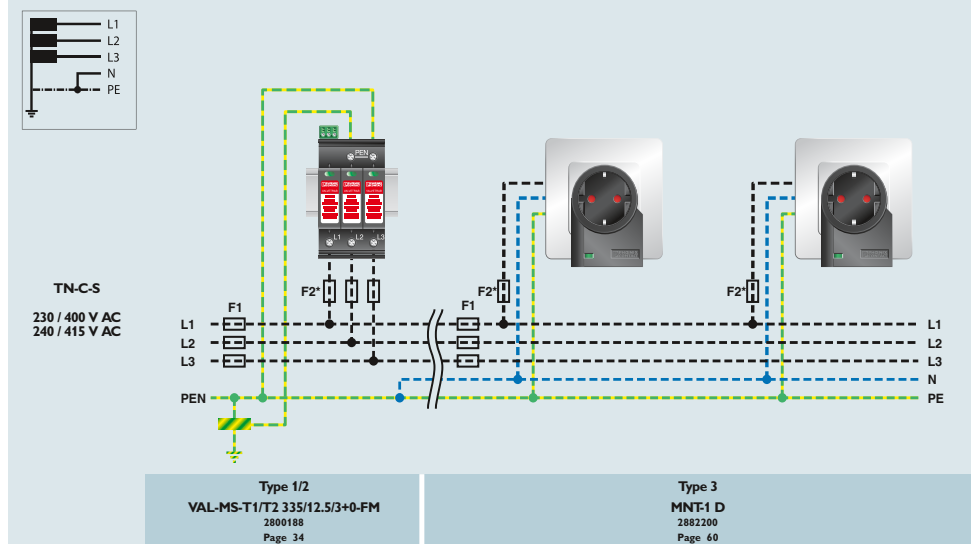 L1
L2
L3
N
PE
PEN
L1
L2
L3
TN-C-S
230 / 400 V AC
240 / 415 V AC
F2*
F1
F2*
F1
F2*
L1
L2
L3
PEN
L1
L2
L3
N
PE
Type 1/2
VAL-MS-T1/T2 335/12.5/3+0-FM
2800188
Page 34
Type 3
MNT-1 D
2882200
Page 60